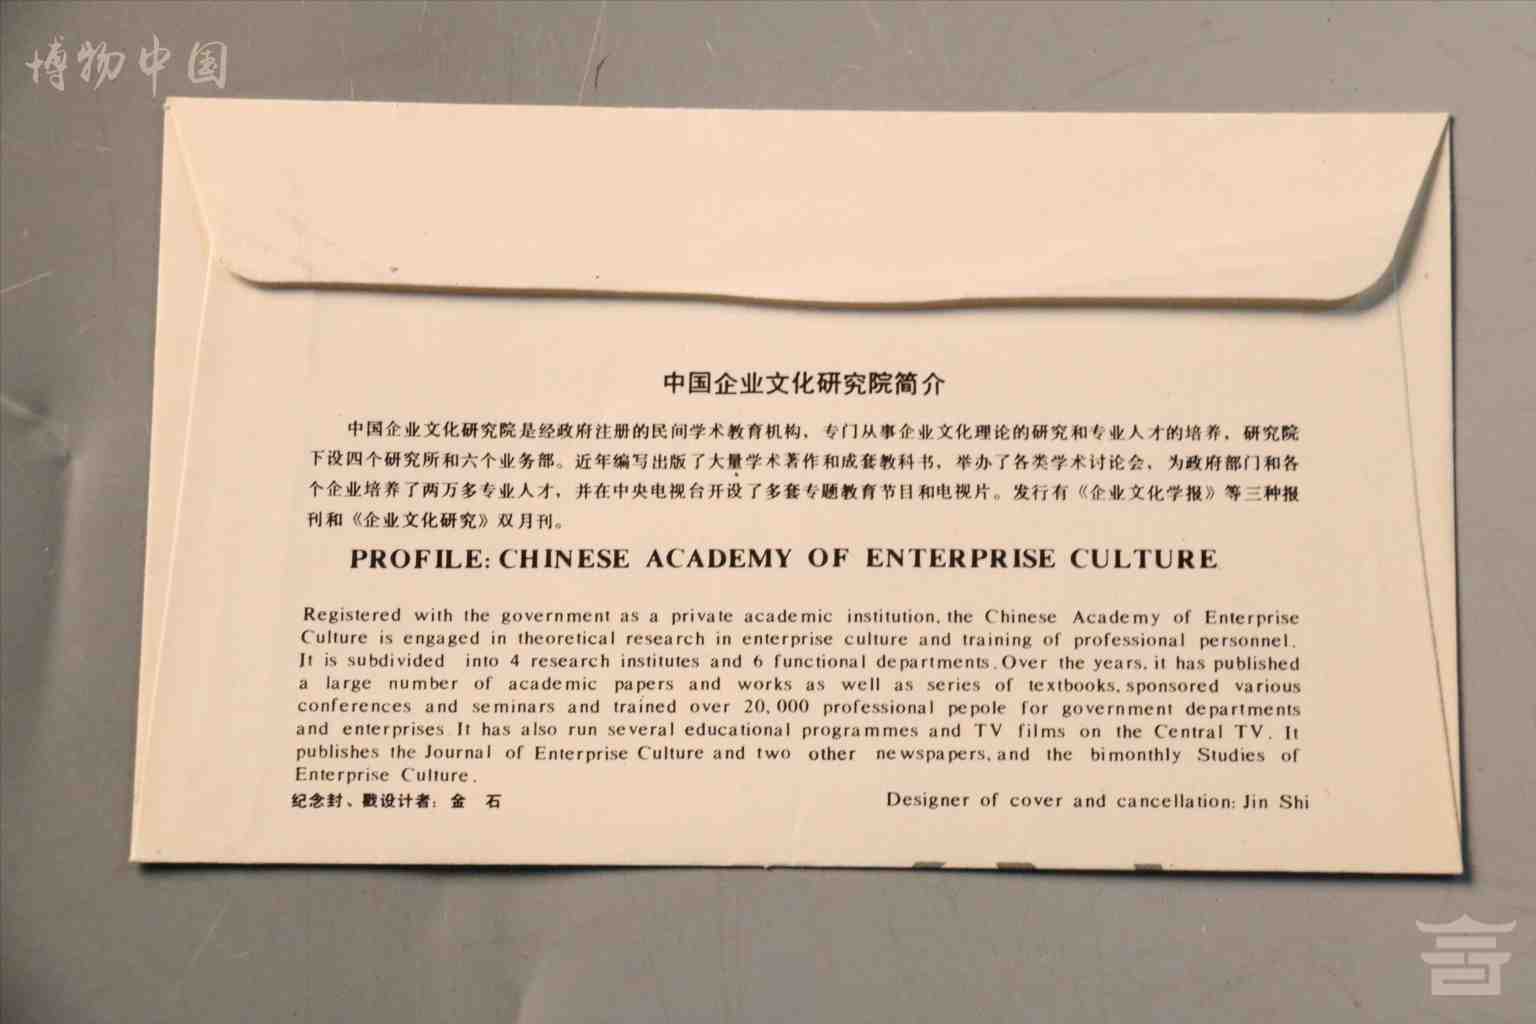 博物中国
中国企业文化研究院简介
中国企业文化研究院是经政府注册的民间学术教育机构，专门从事企业文化理论的研究和专业人才的培养，研究院
下设四个研究所和六个业务部。近年编写出版了大量学术著作和成套教科书，举办了各类学术讨论会，为政府部门和各
个企业培养了两万多专业人才，并在中央电视台开设了多套专题教育节目和电视片。发行有《企业文化学报》等三种报
刊和《企业文化研究》双月刊。
PROFILE: CHINESE ACADEMY OF ENTERPRISE CULTURE
Registered with the government as a private academic institution, the Chinese Academy of Enterprise
Culture is engaged in theoretical research in enterprise culture and training of professional personnel.
It is subdivided into 4 research institutes and 6 functional departments. Over the years, it has published
a large number of academic papers and works as well as series of textbooks, sponsored various
conferences and seminars and trained over 20,000 professional pepole for government departments
and enterprises. It has also run several educational programmes and TV films on the Central TV. It
publishes the Journal of Enterprise Culture and two other newspapers, and the bimonthly Studies of
Enterprise Culture.
纪念封、戳设计者：金 石
Designer of cover and cancellation: Jin Shi